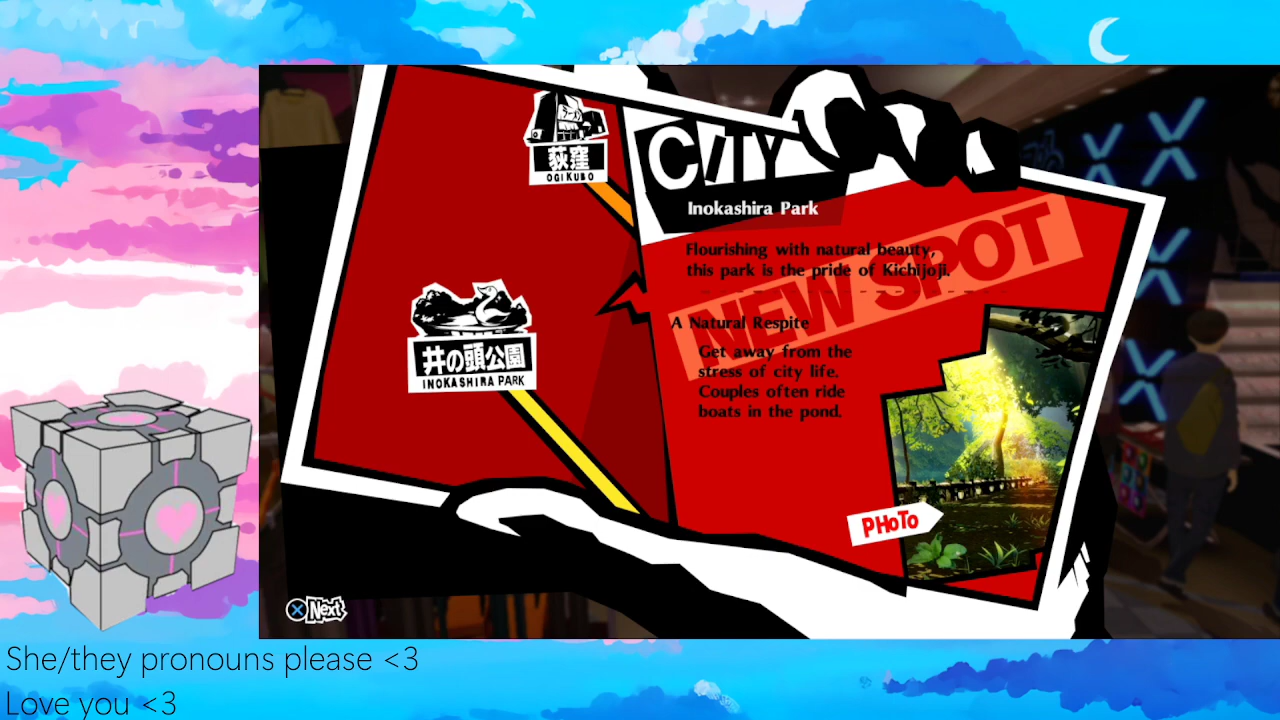 荻窪
OGIKUBO
井の頭公園
INOKASHIRA PARK
CITY
Inokashira Park
NEW SPOT
Flourishing with natural beauty,
this park is the pride of Kichijoji.
A Natural Respite
Get away from the
stress of city life.
Couples often ride
boats in the pond.
PHoTo
Next
She/they pronouns please <3
Love you <3